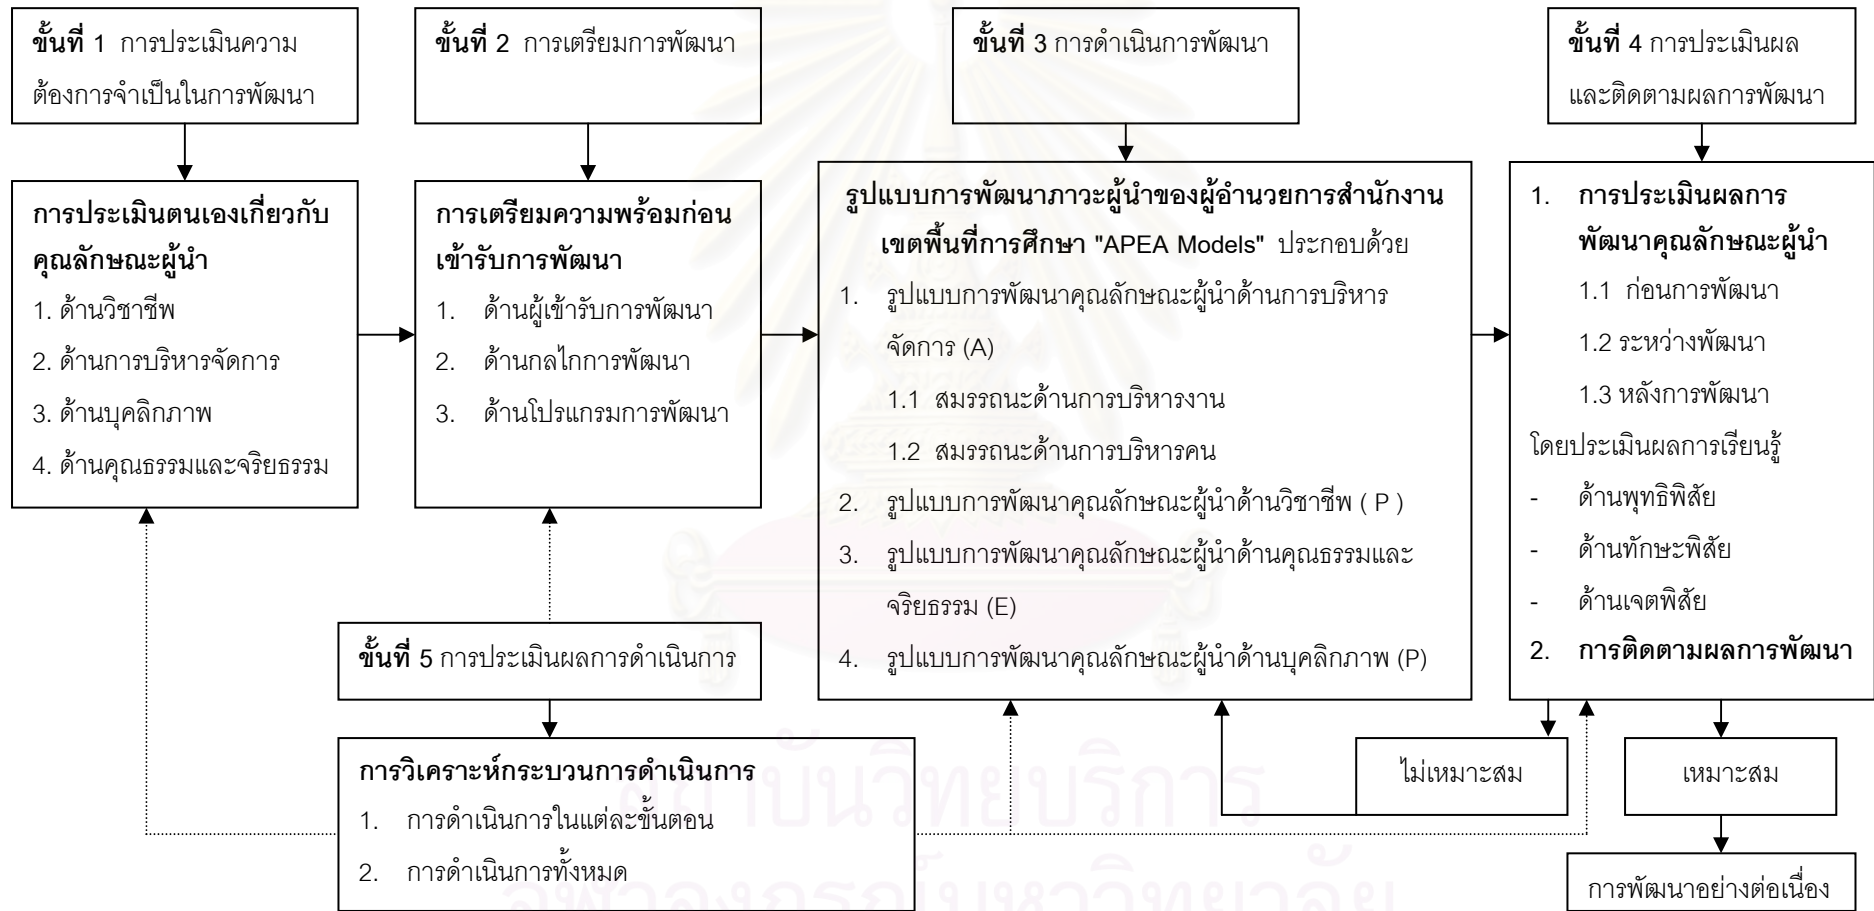 ขั้นที่ 1  การประเมินความ
ต้องการจำเป็นในการพัฒนา
ขั้นที่ 2  การเตรียมการพัฒนา
ขั้นที่ 3 การดำเนินการพัฒนา
ขั้นที่ 4 การประเมินผล
และติดตามผลการพัฒนา
การประเมินตนเองเกี่ยวกับ
คุณลักษณะผู้นำ
1. ด้านวิชาชีพ
2. ด้านการบริหารจัดการ
3. ด้านบุคลิกภาพ
4. ด้านคุณธรรมและจริยธรรม
การเตรียมความพร้อมก่อน
เข้ารับการพัฒนา
1. ด้านผู้เข้ารับการพัฒนา
2. ด้านกลไกการพัฒนา
3. ด้านโปรแกรมการพัฒนา
รูปแบบการพัฒนาภาวะผู้นำของผู้อำนวยการสำนักงาน
เขตพื้นที่การศึกษา "APEA Models"  ประกอบด้วย
1. รูปแบบการพัฒนาคุณลักษณะผู้นำด้านการบริหาร
จัดการ (A)
1.1  สมรรถนะด้านการบริหารงาน
1.2  สมรรถนะด้านการบริหารคน
2. รูปแบบการพัฒนาคุณลักษณะผู้นำด้านวิชาชีพ ( P )
3. รูปแบบการพัฒนาคุณลักษณะผู้นำด้านคุณธรรมและ
จริยธรรม (E)
4. รูปแบบการพัฒนาคุณลักษณะผู้นำด้านบุคลิกภาพ (P)
1. การประเมินผลการ
พัฒนาคุณลักษณะผู้นำ
1.1  ก่อนการพัฒนา
1.2 ระหว่างพัฒนา
1.3 หลังการพัฒนา
โดยประเมินผลการเรียนรู้
- ด้านพุทธิพิสัย
- ด้านทักษะพิสัย
- ด้านเจตพิสัย
2. การติดตามผลการพัฒนา
ขั้นที่ 5 การประเมินผลการดำเนินการ
การวิเคราะห์กระบวนการดำเนินการ
1. การดำเนินการในแต่ละขั้นตอน
2. การดำเนินการทั้งหมด
ไม่เหมาะสม
เหมาะสม
การพัฒนาอย่างต่อเนื่อง
สถาบันวิทยบริการ
จุฬาลงกรณ์มหาวิทยาลัย